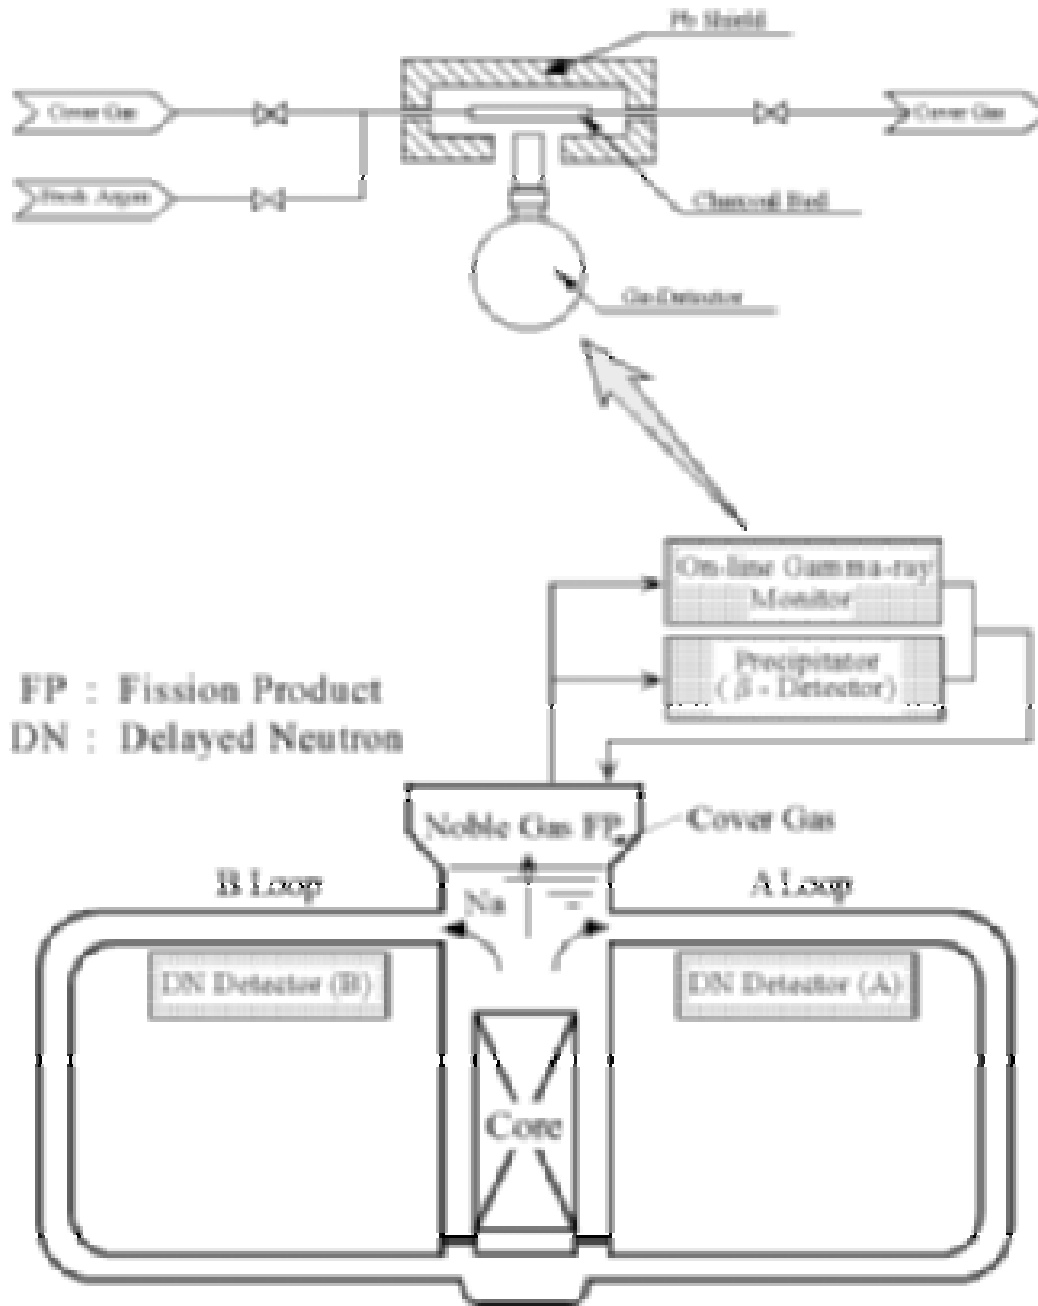 Pb Shield
Cover Gas
Cover Gas
Fresh Argon
Charcoal Bed
Ge-Detector
On-line Gamma-ray
Monitor
Precipitator
( β - Detector)
FP : Fission Product
DN : Delayed Neutron
Noble Gas FP
Cover Gas
B Loop
A Loop
Na
DN Detector (B)
DN Detector (A)
Core